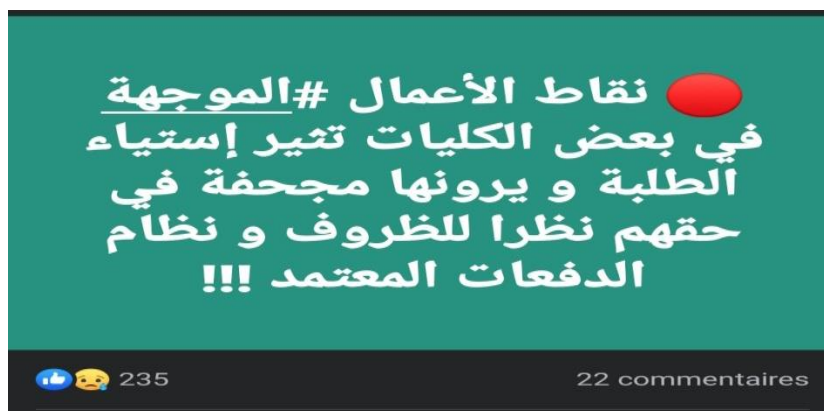 🔴 نقاط الأعمال #الموجهة
في بعض الكليات تثير إستياء
الطلبة و يرونها مجحفة في
حقهم نظرا للظروف و نظام
الدفعات المعتمد !!!
235
22 commentaires